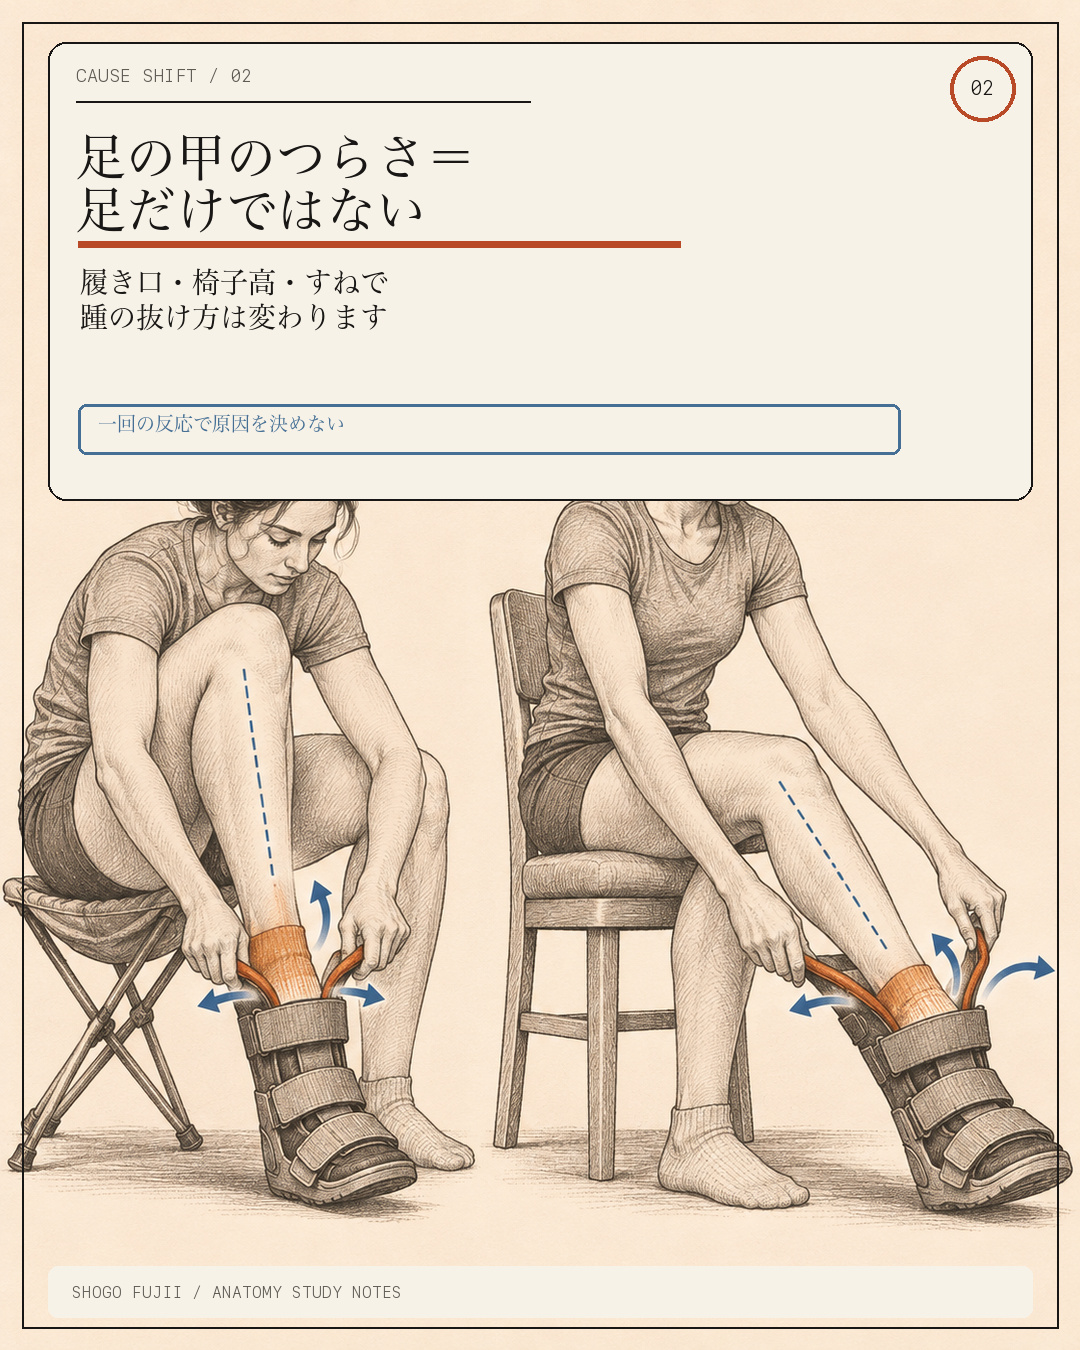 CAUSE SHIFT / 02
02
足の甲のつらさ＝
足だけではない
履き口・椅子高・すねで
踵の抜け方は変わります
一回の反応で原因を決めない
SHOGO FUJII / ANATOMY STUDY NOTES